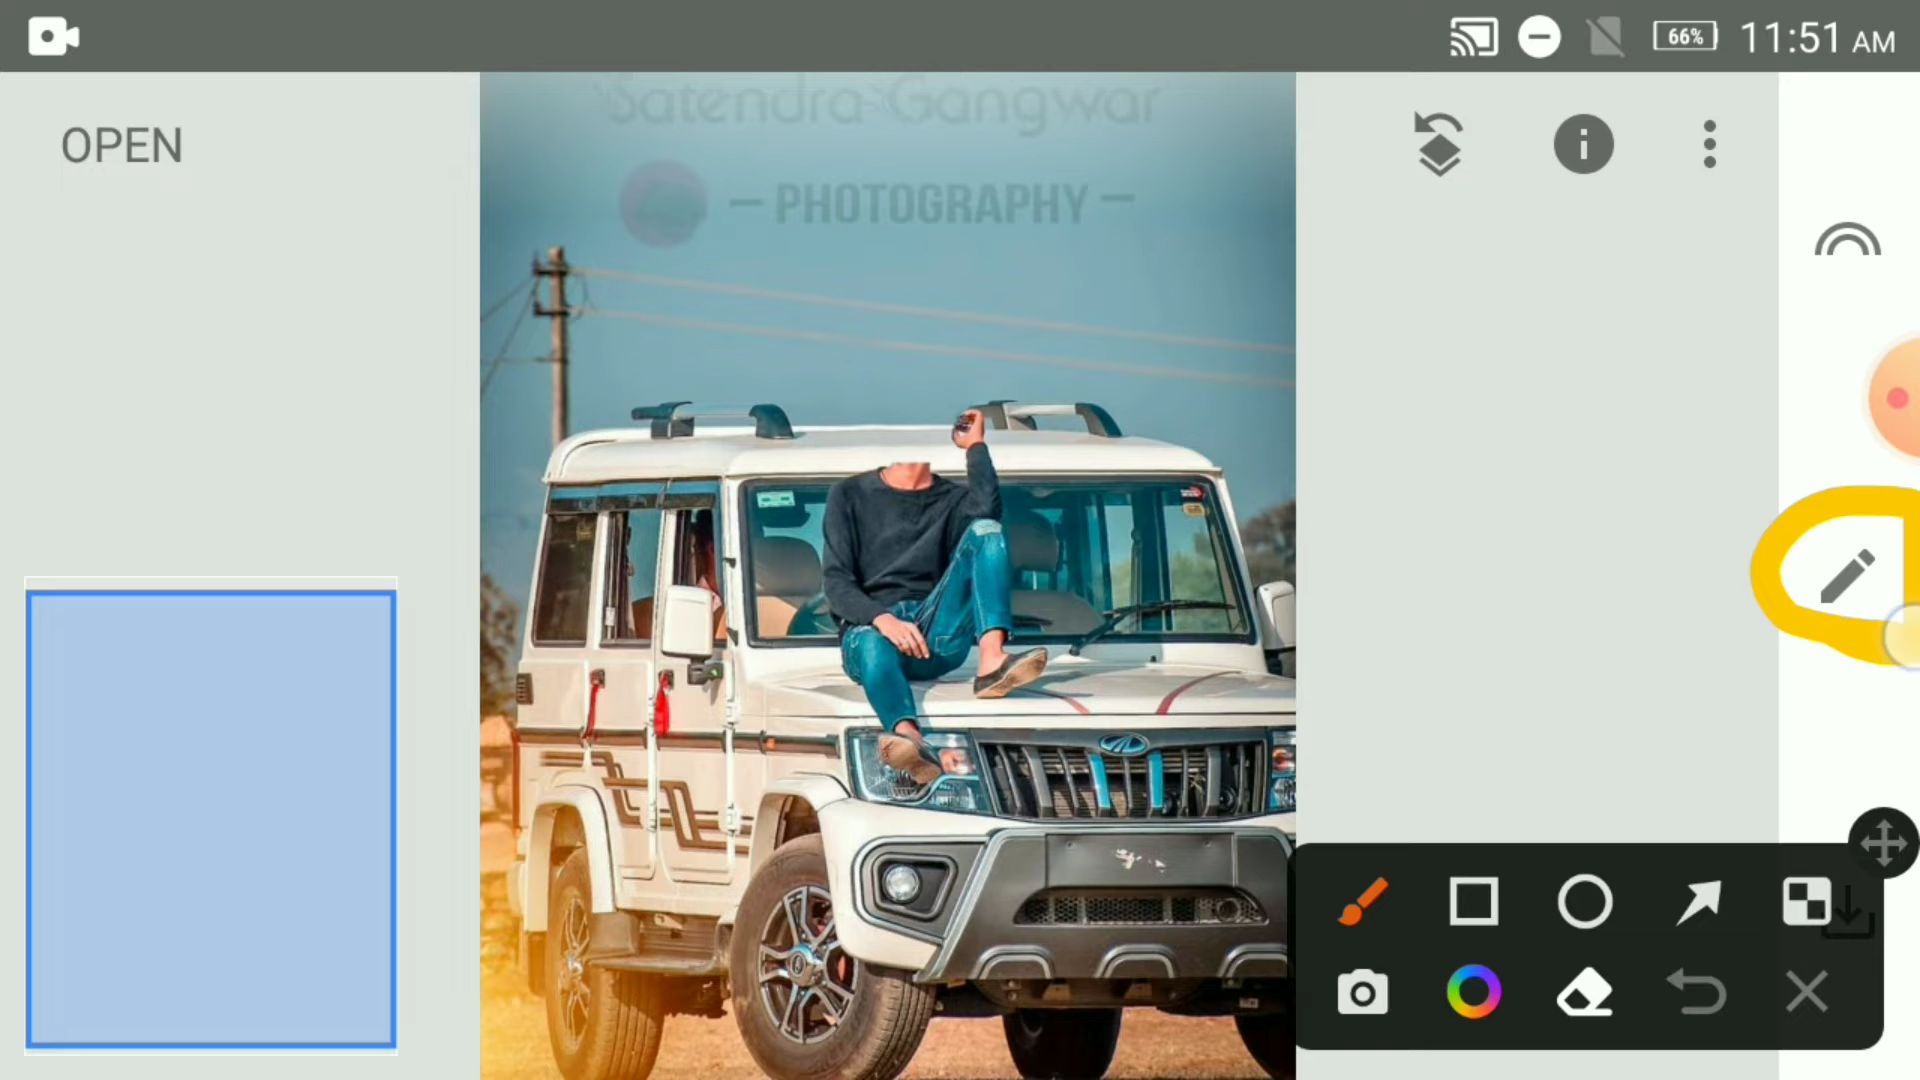 66%
11:51 AM
OPEN
Satendra Gangwar
— PHOTOGRAPHY —